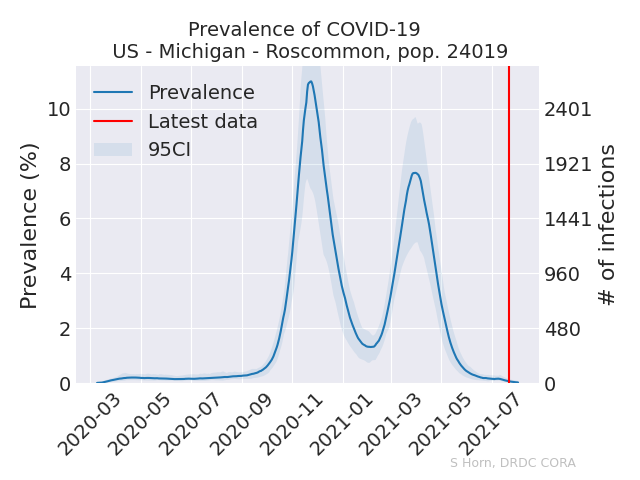 Prevalence of COVID-19
US - Michigan - Roscommon, pop. 24019
Prevalence
Latest data
95CI
Prevalence (%)
10
8
6
4
2
0
2401
1921
1441
960
480
0
# of infections
2020-03
2020-05
2020-07
2020-09
2020-11
2021-01
2021-03
2021-05
2021-07
S Horn, DRDC CORA